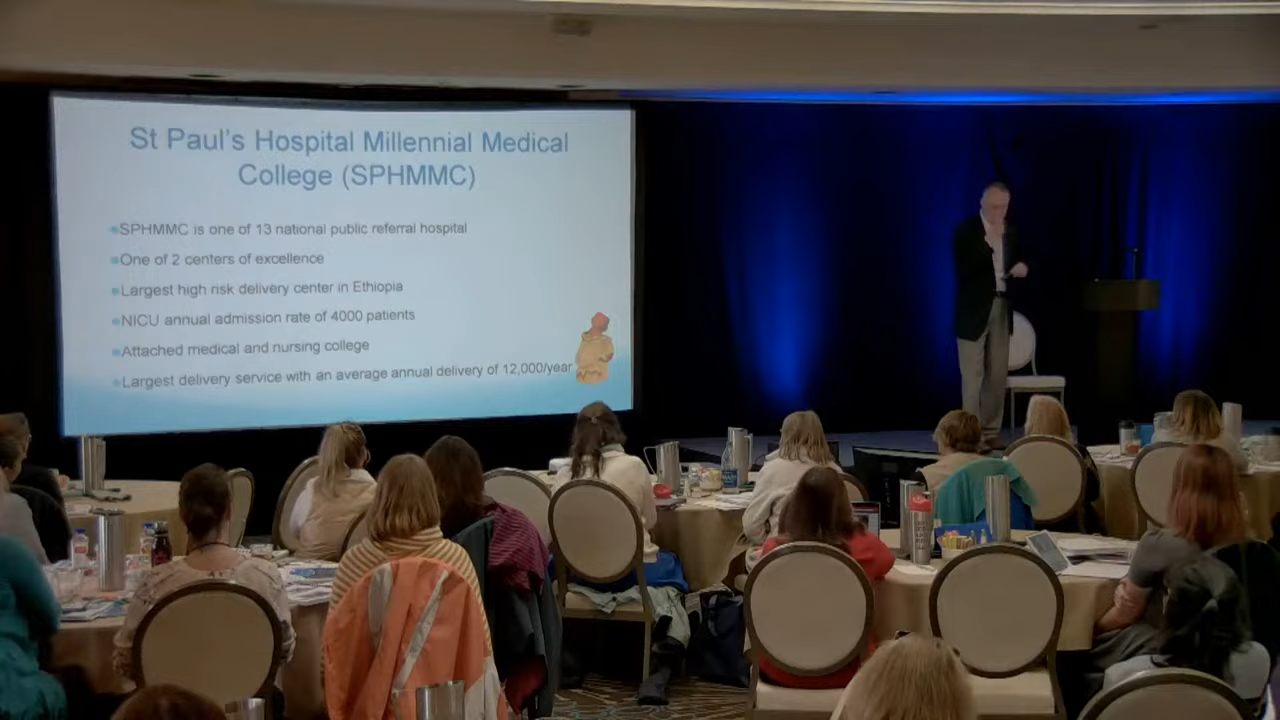 St Paul's Hospital Millennial Medical
College (SPHMMC)
SPHMMC is one of 13 national public referral hospital
One of 2 centers of excellence
Largest high risk delivery center in Ethiopia
NICU annual admission rate of 4000 patients
Attached medical and nursing college
Largest delivery service with an average annual delivery of 12,000/year